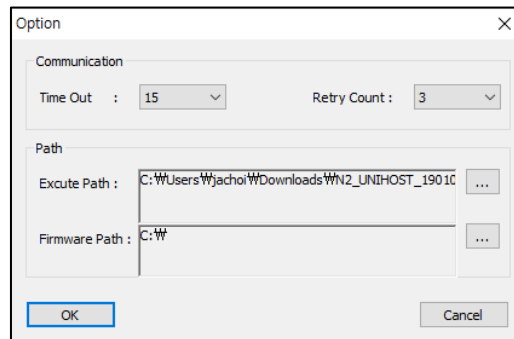 Option
Communication
Time Out : 15 Retry Count : 3
Path
Excute Path : C:₩Users₩jachoi₩Downloads₩N2_UNIHOST_19010 ...
Firmware Path : C:₩ ...
OK Cancel